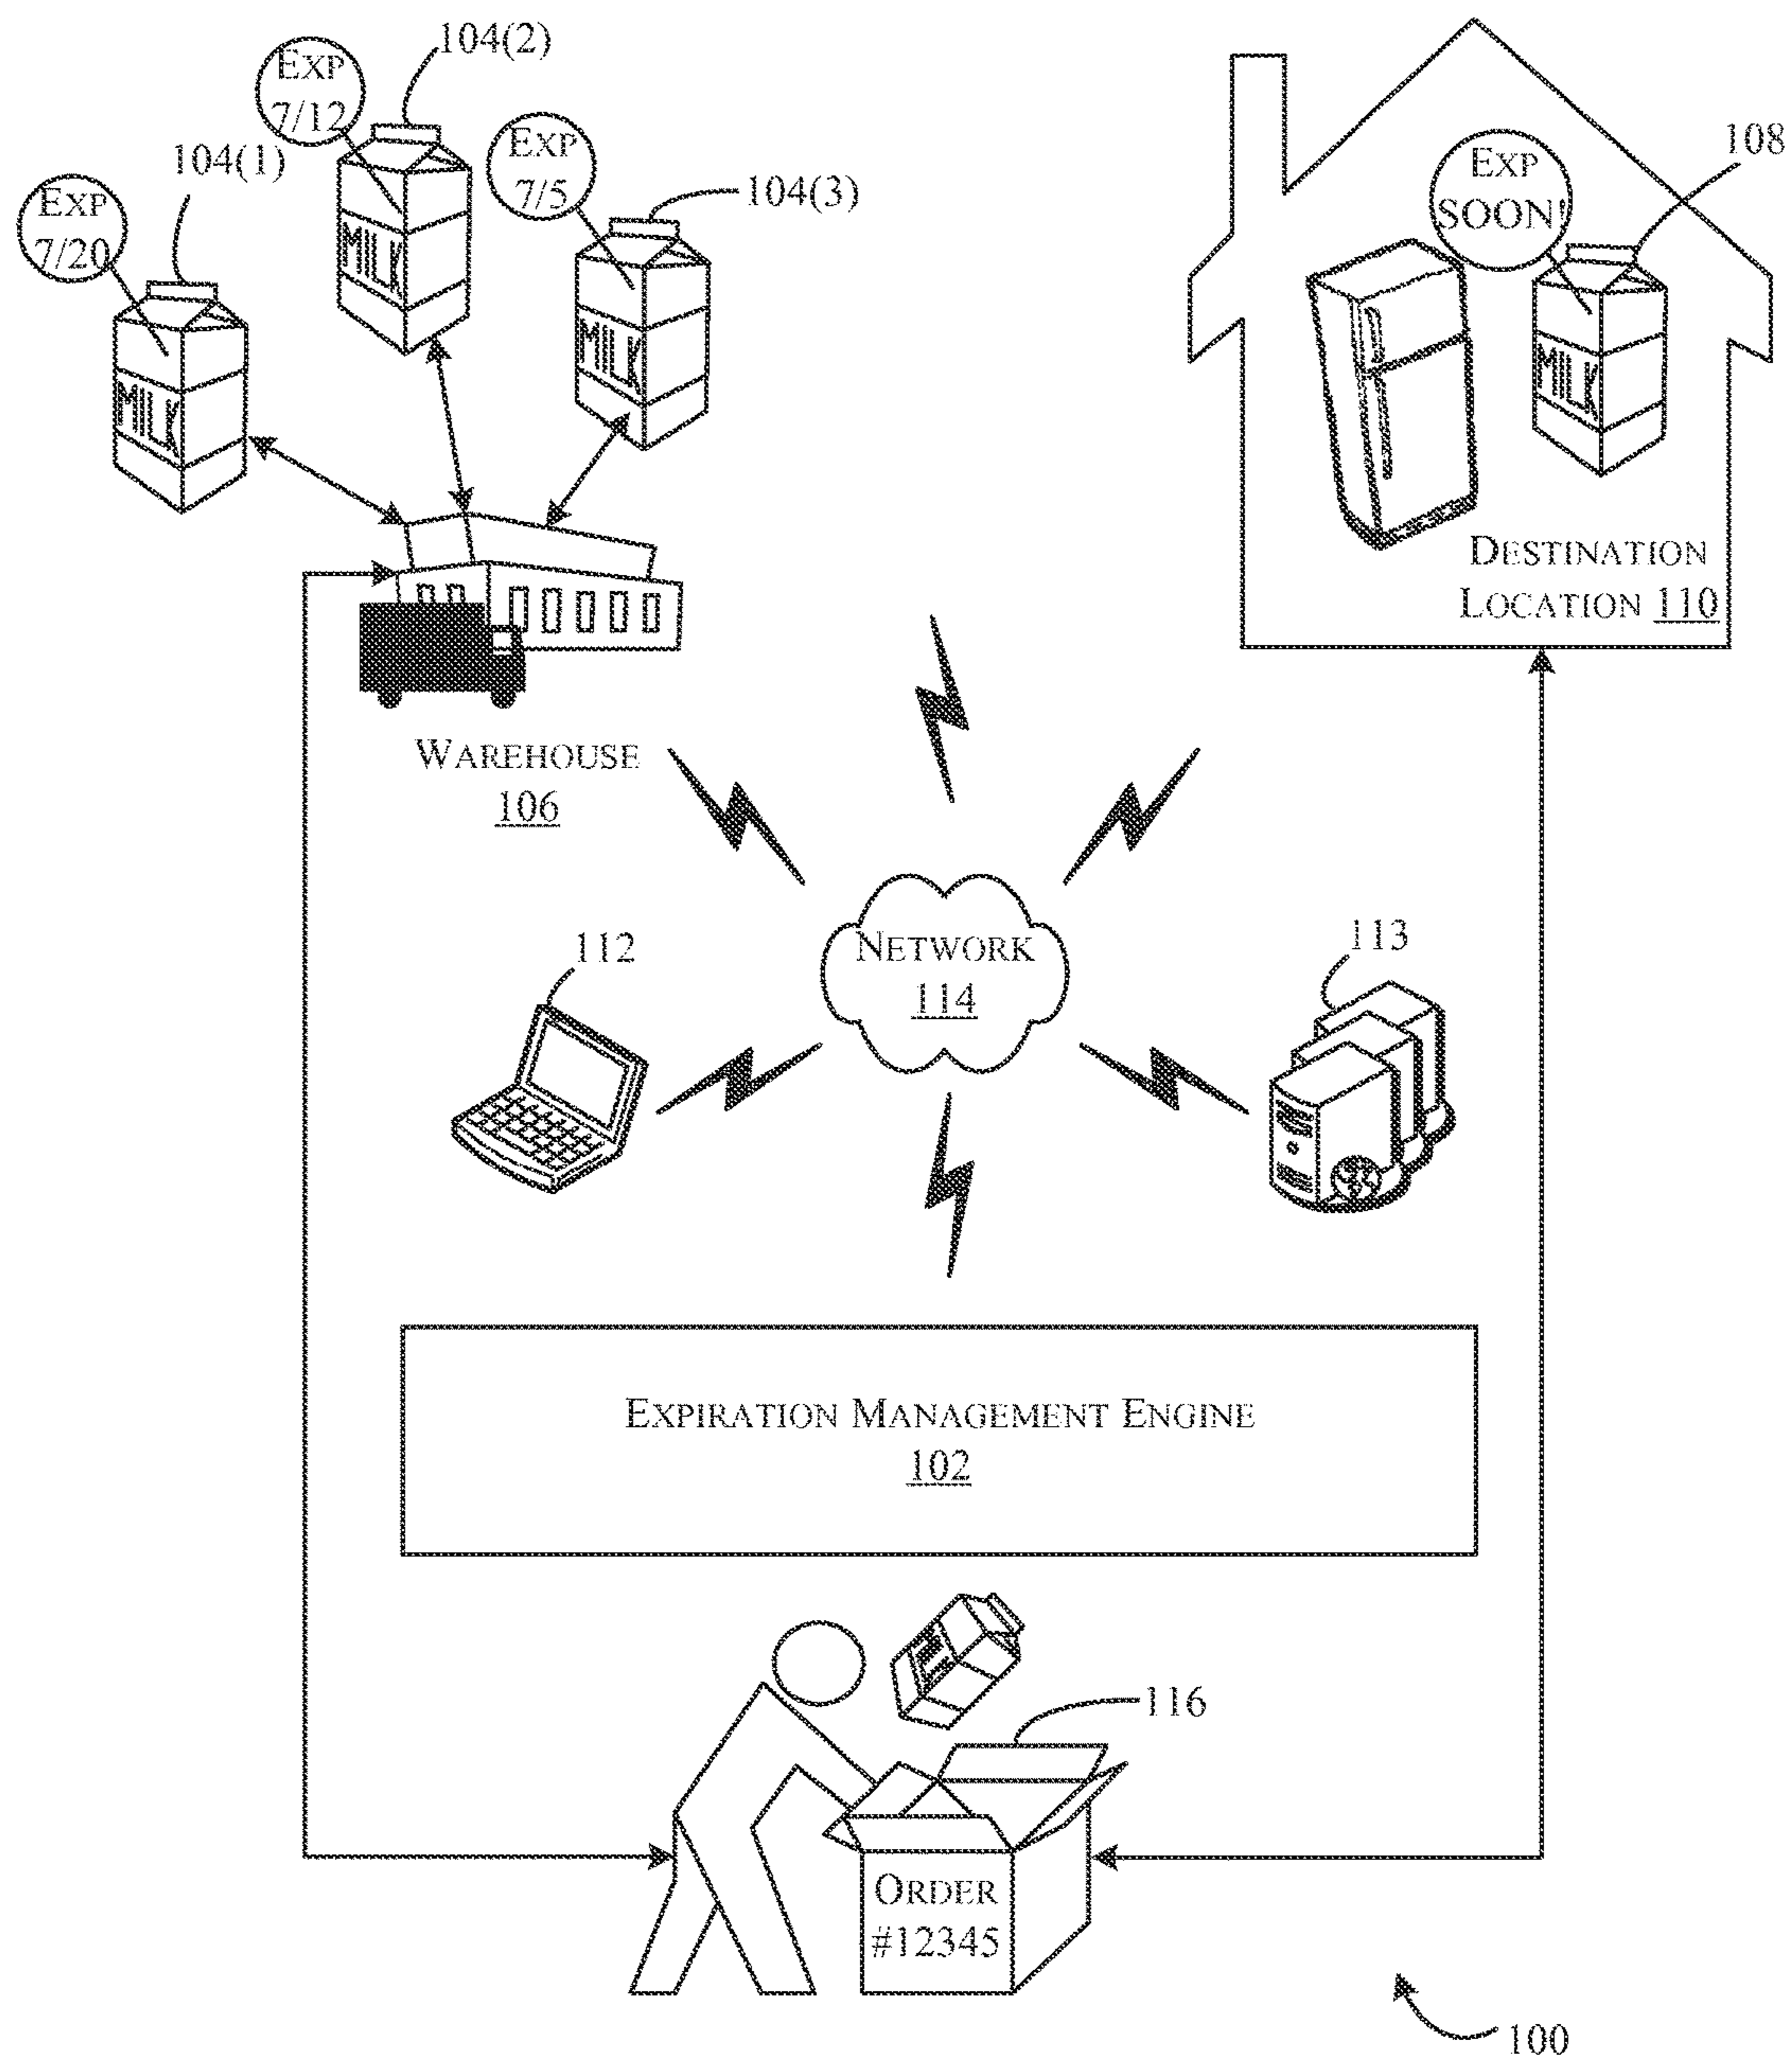 104(2)
EXP
7/12
104(1)
EXP
7/20
EXP
7/5
104(3)
MILK
MILK
MILK
108
EXP
SOON!
MILK
DESTINATION
LOCATION 110
WAREHOUSE
106
112
NETWORK
114
113
EXPIRATION MANAGEMENT ENGINE
102
116
ORDER
#12345
100